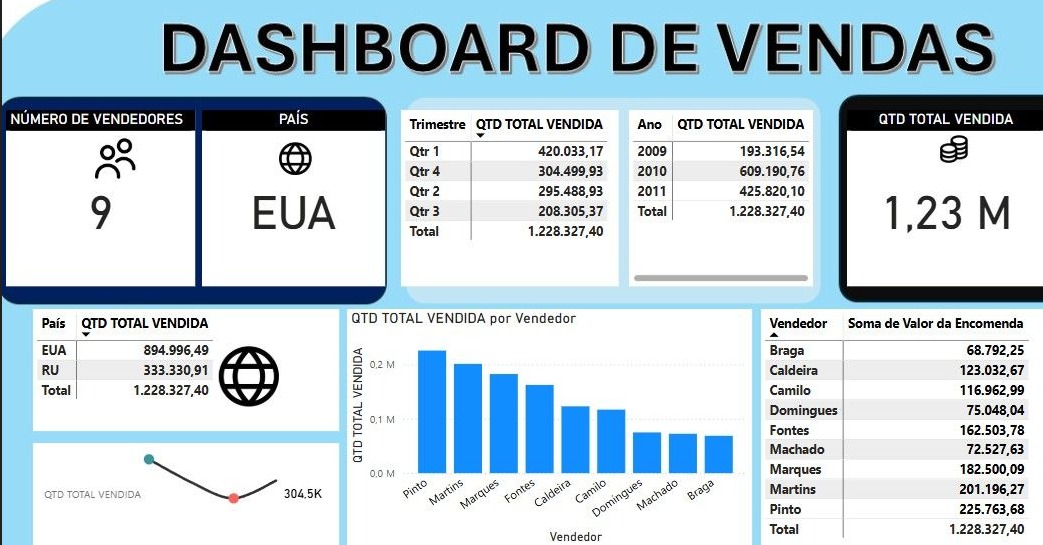 DASHBOARD DE VENDAS
NÚMERO DE VENDEDORES
9
PAÍS
EUA
Trimestre QTD TOTAL VENDIDA
Qtr 1 420.033,17
Qtr 4 304.499,93
Qtr 2 295.488,93
Qtr 3 208.305,37
Total 1.228.327,40
Ano QTD TOTAL VENDIDA
2009 193.316,54
2010 609.190,76
2011 425.820,10
Total 1.228.327,40
QTD TOTAL VENDIDA
1,23 M
País QTD TOTAL VENDIDA
EUA 894.996,49
RU 333.330,91
Total 1.228.327,40
QTD TOTAL VENDIDA
304,5K
QTD TOTAL VENDIDA por Vendedor
QTD TOTAL VENDIDA
0,2 M
0,1 M
0,0 M
Pinto
Martins
Marques
Fontes
Caldeira
Camilo
Domingues
Machado
Braga
Vendedor
Vendedor Soma de Valor da Encomenda
Braga 68.792,25
Caldeira 123.032,67
Camilo 116.962,99
Domingues 75.048,04
Fontes 162.503,78
Machado 72.527,63
Marques 182.500,09
Martins 201.196,27
Pinto 225.763,68
Total 1.228.327,40